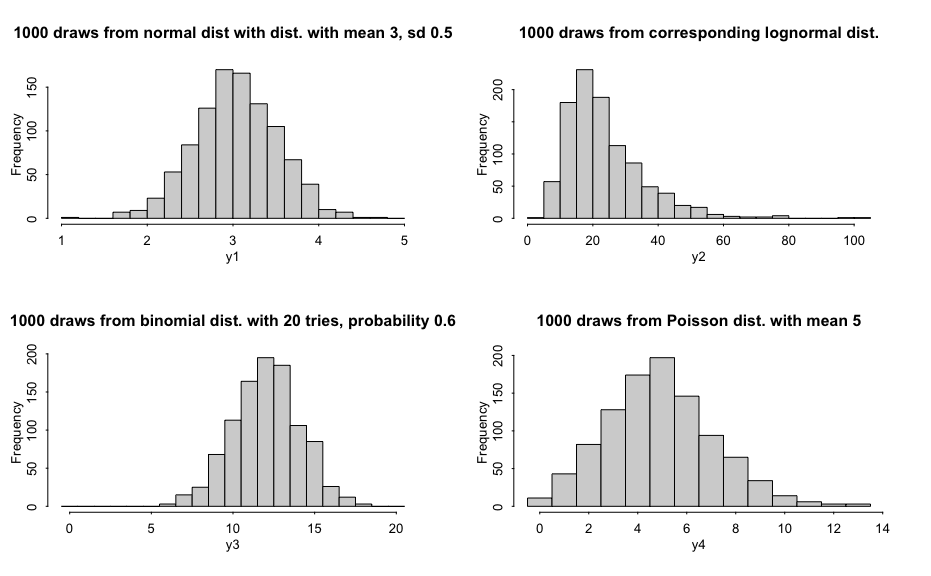 1000 draws from normal dist with dist. with mean 3, sd 0.5
Frequency
0 50 100 150
1 2 3 4 5
y1
1000 draws from corresponding lognormal dist.
Frequency
0 50 100 200
0 20 40 60 80 100
y2
1000 draws from binomial dist. with 20 tries, probability 0.6
Frequency
0 50 100 150 200
0 5 10 15 20
y3
1000 draws from Poisson dist. with mean 5
Frequency
0 50 100 150 200
0 2 4 6 8 10 12 14
y4